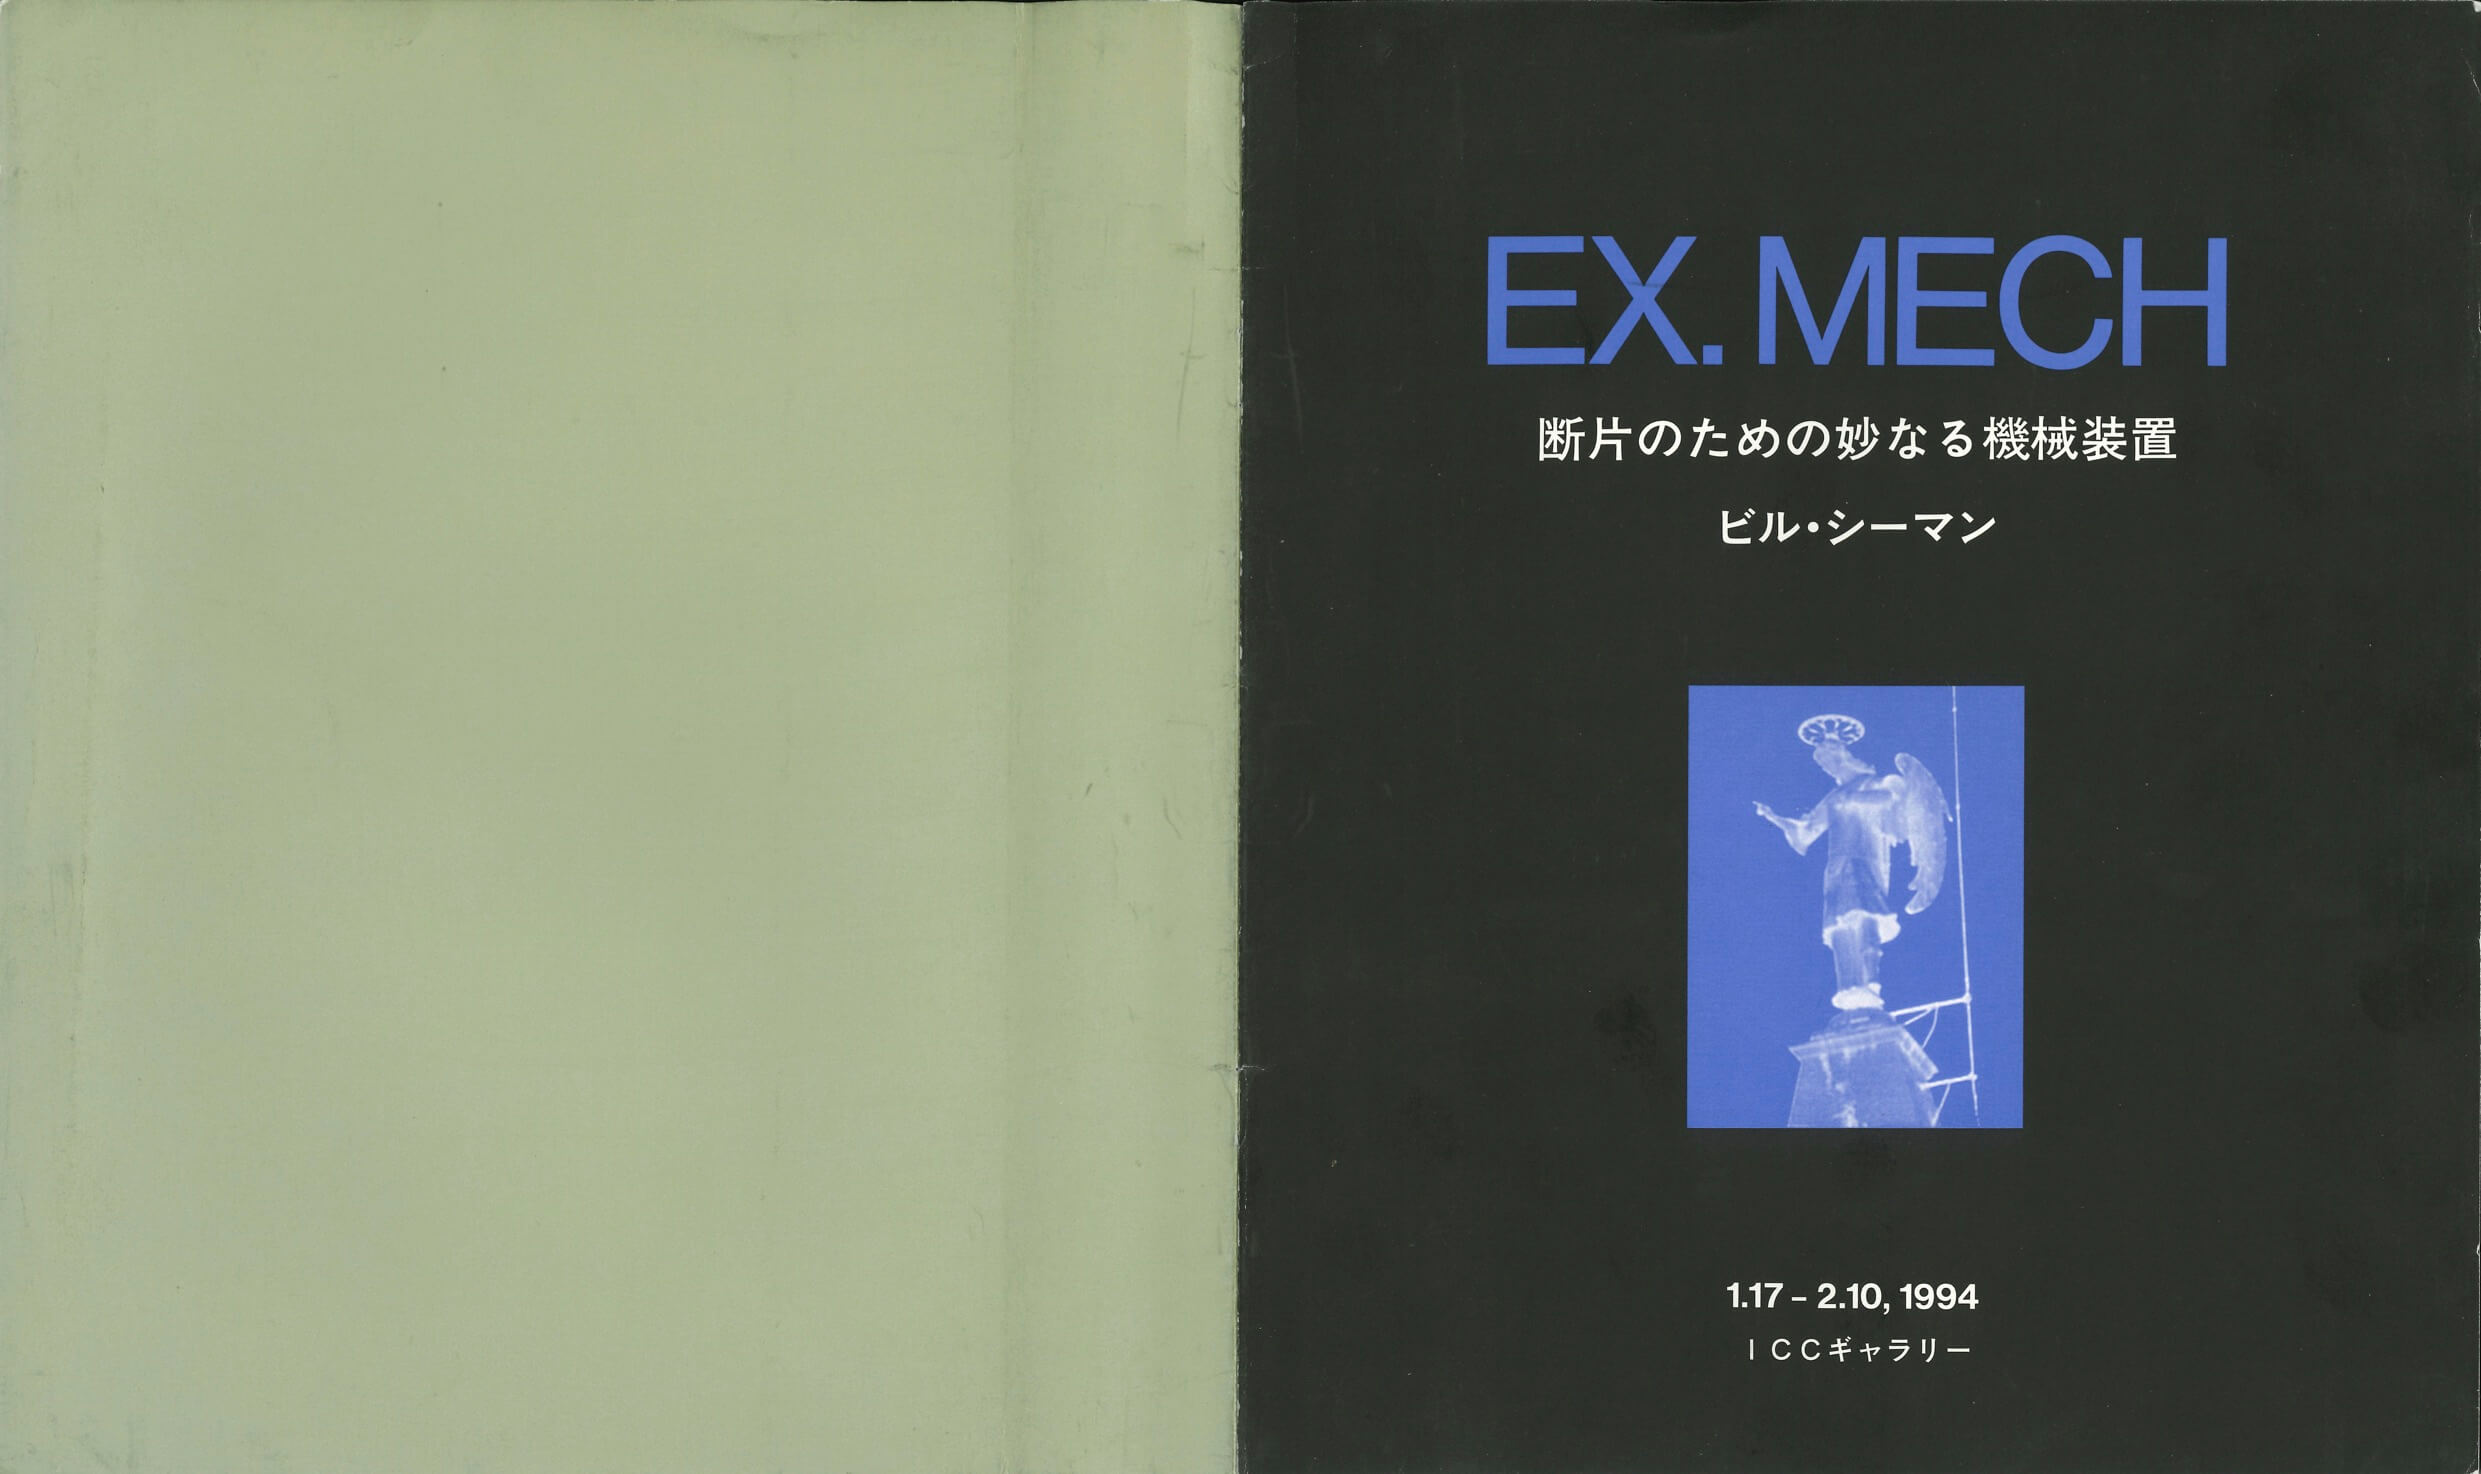 EX. MECH
断片のための妙なる機械装置
ビル・シーマン
1.17 – 2.10, 1994
ICCギャラリー